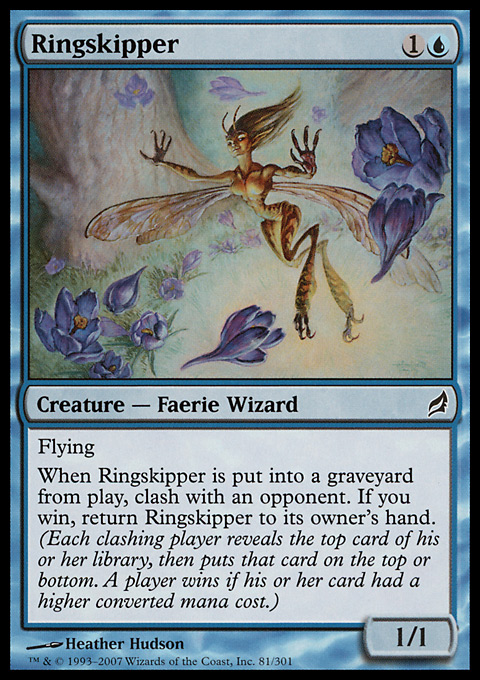 Ringskipper 1
Creature — Faerie Wizard
Flying
When Ringskipper is put into a graveyard
from play, clash with an opponent. If you
win, return Ringskipper to its owner's hand.
(Each clashing player reveals the top card of his
or her library, then puts that card on the top or
bottom. A player wins if his or her card had a
higher converted mana cost.)
Heather Hudson
1/1
™ & © 1993–2007 Wizards of the Coast, Inc. 81/301